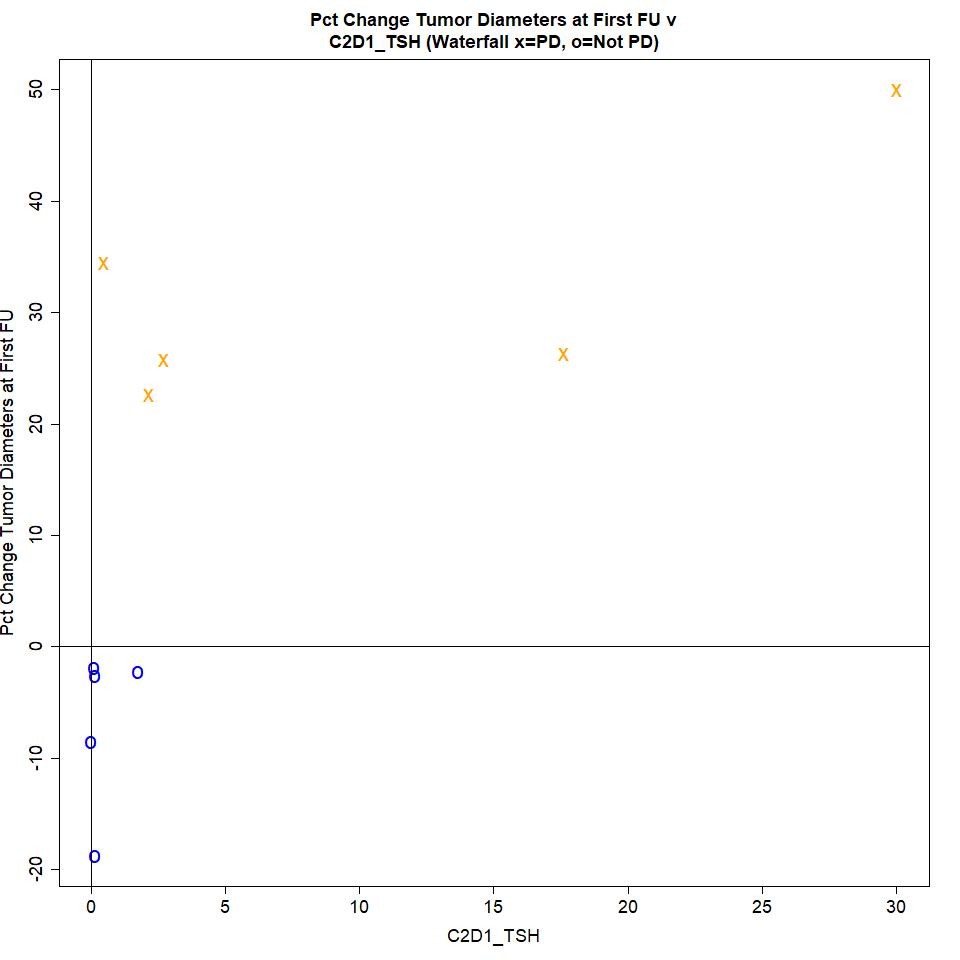 Pct Change Tumor Diameters at First FU v
C2D1_TSH (Waterfall x=PD, o=Not PD)
Pct Change Tumor Diameters at First FU
50
40
30
20
10
0
-10
-20
X
X
X
X
X
O
O
O
O
O
0 5 10 15 20 25 30
C2D1_TSH